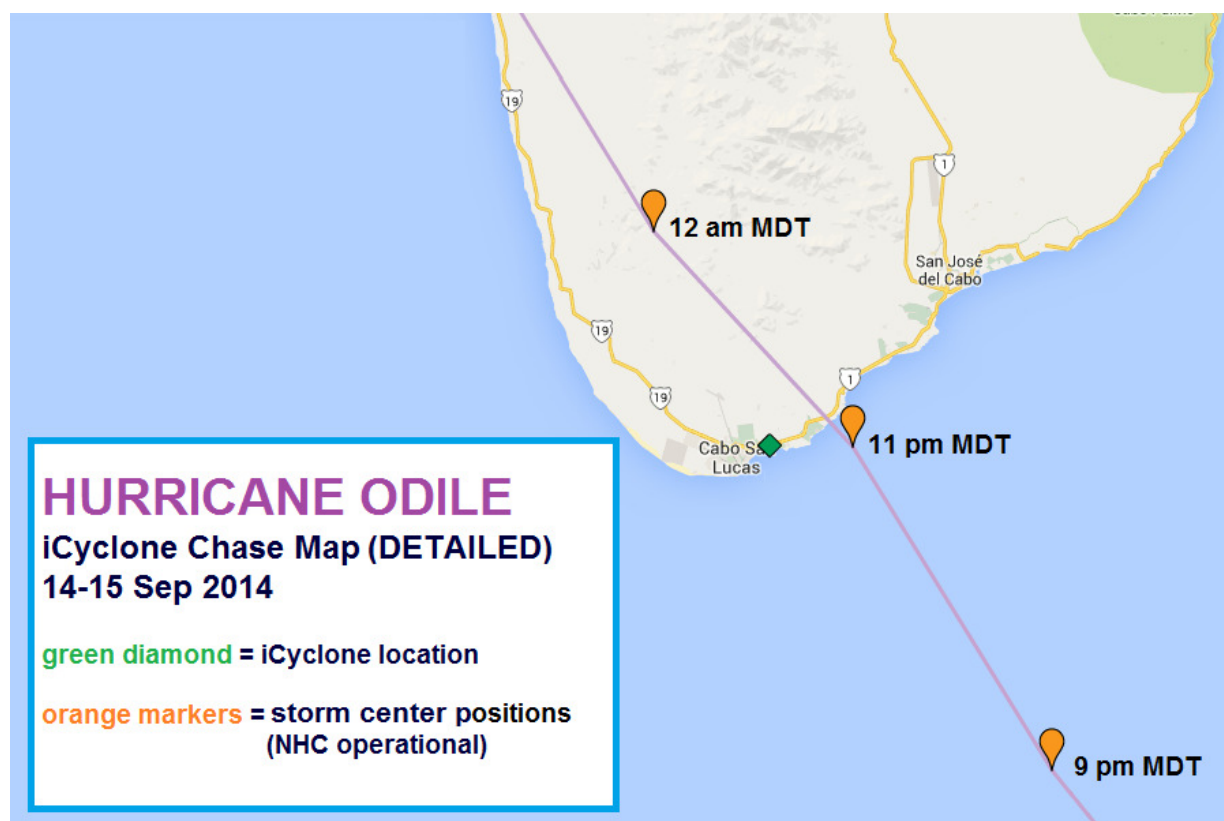 19
12 am MDT
1
San José
del Cabo
19
1
19
11 pm MDT
Cabo Sa
Lucas
HURRICANE ODILE
iCyclone Chase Map (DETAILED)
14-15 Sep 2014
green diamond = iCyclone location
orange markers = storm center positions
(NHC operational)
9 pm MDT